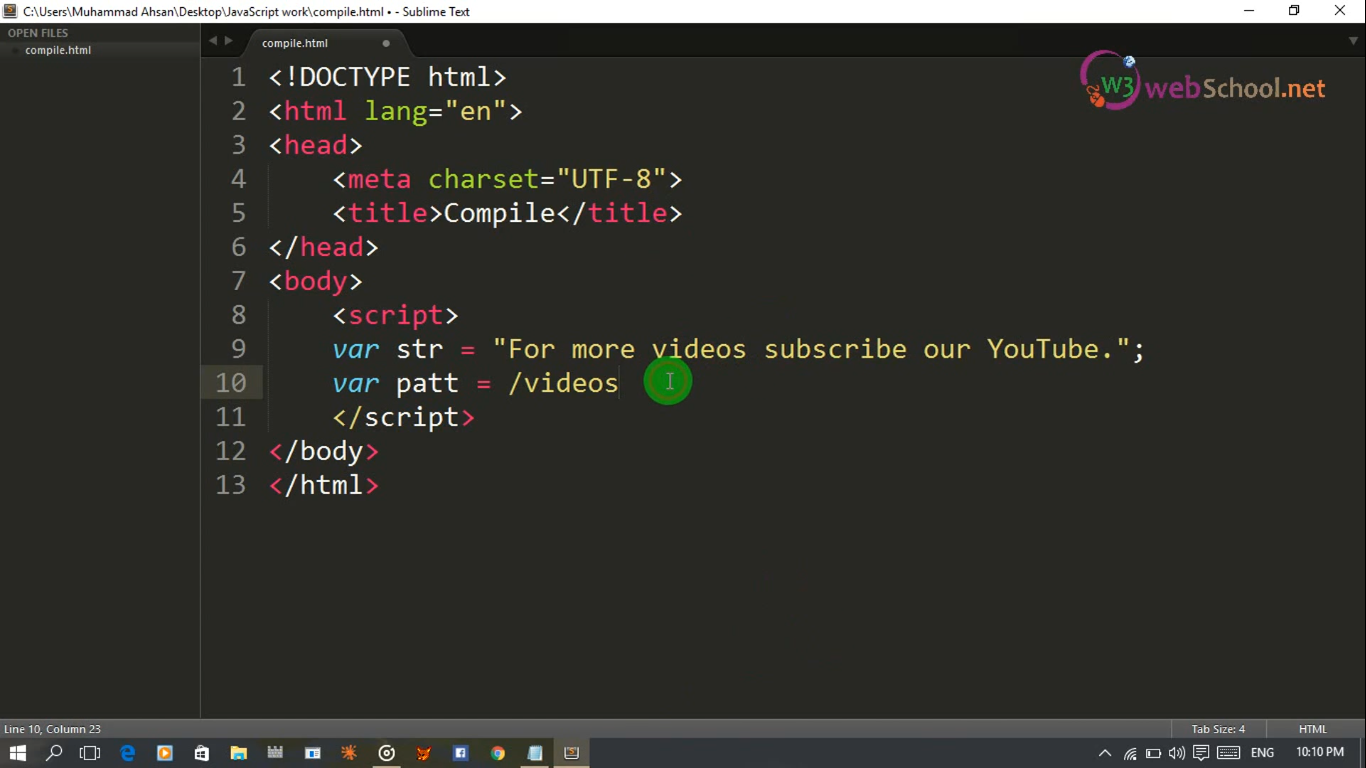 C:\Users\Muhammad Ahsan\Desktop\JavaScript work\compile.html • - Sublime Text
OPEN FILES
compile.html
compile.html
W3 webSchool.net
1 <!DOCTYPE html>
2 <html lang="en">
3 <head>
4     <meta charset="UTF-8">
5     <title>Compile</title>
6 </head>
7 <body>
8     <script>
9     var str = "For more videos subscribe our YouTube.";
10     var patt = /videos
11     </script>
12 </body>
13 </html>
Line 10, Column 23
Tab Size: 4
HTML
ENG
10:10 PM